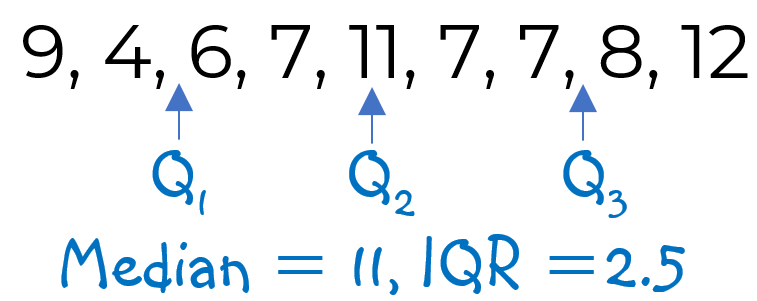 9, 4, 6, 7, 11, 7, 7, 8, 12
Q₁ Q₂ Q₃
Median = 11, IQR = 2.5